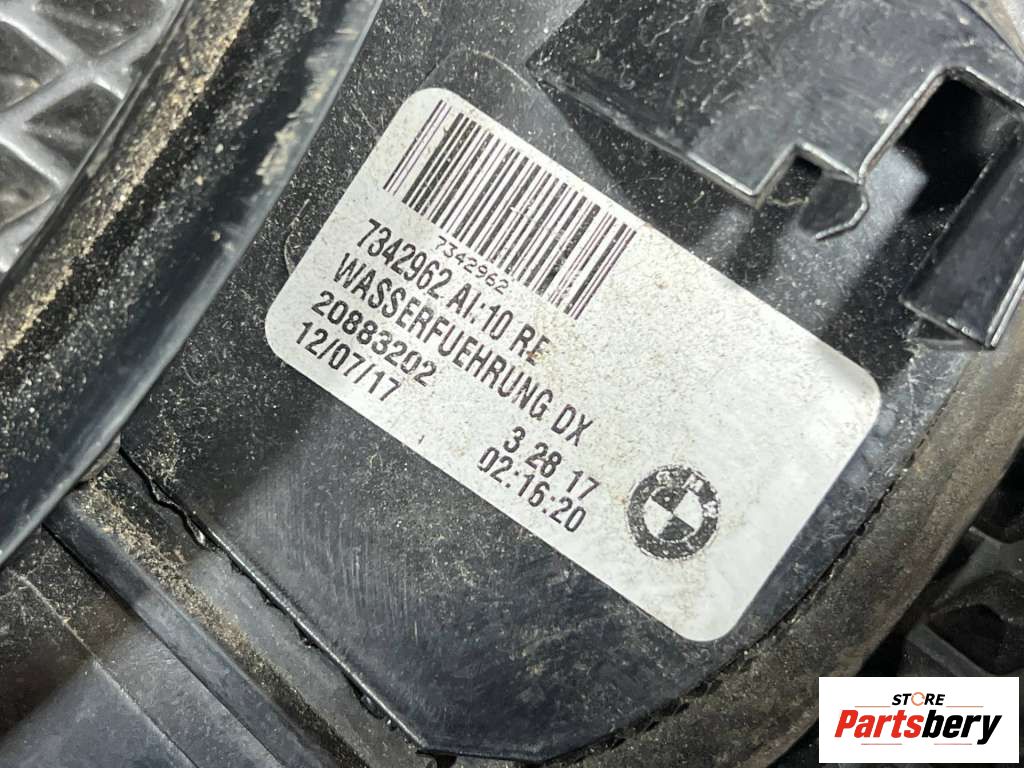 7342962
7342962 AI:10 RE
WASSERFUEHRUNG DX
20883202
12/07/17
3 28 17
02:16:20
BMW
STORE
Partsbery